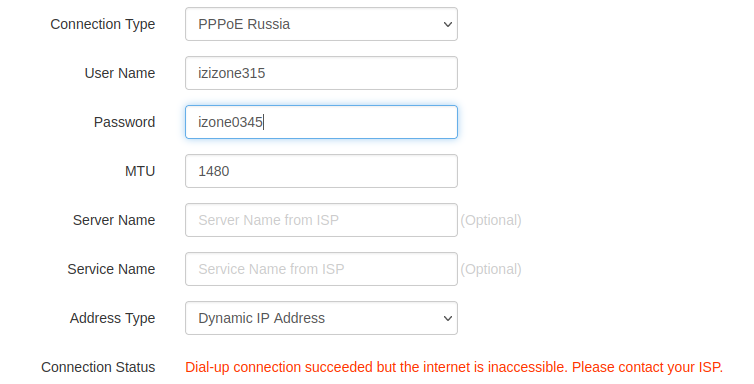 Connection Type PPPoE Russia
User Name izizone315
Password izone0345
MTU 1480
Server Name Server Name from ISP (Optional)
Service Name Service Name from ISP (Optional)
Address Type Dynamic IP Address
Connection Status Dial-up connection succeeded but the internet is inaccessible. Please contact your ISP.